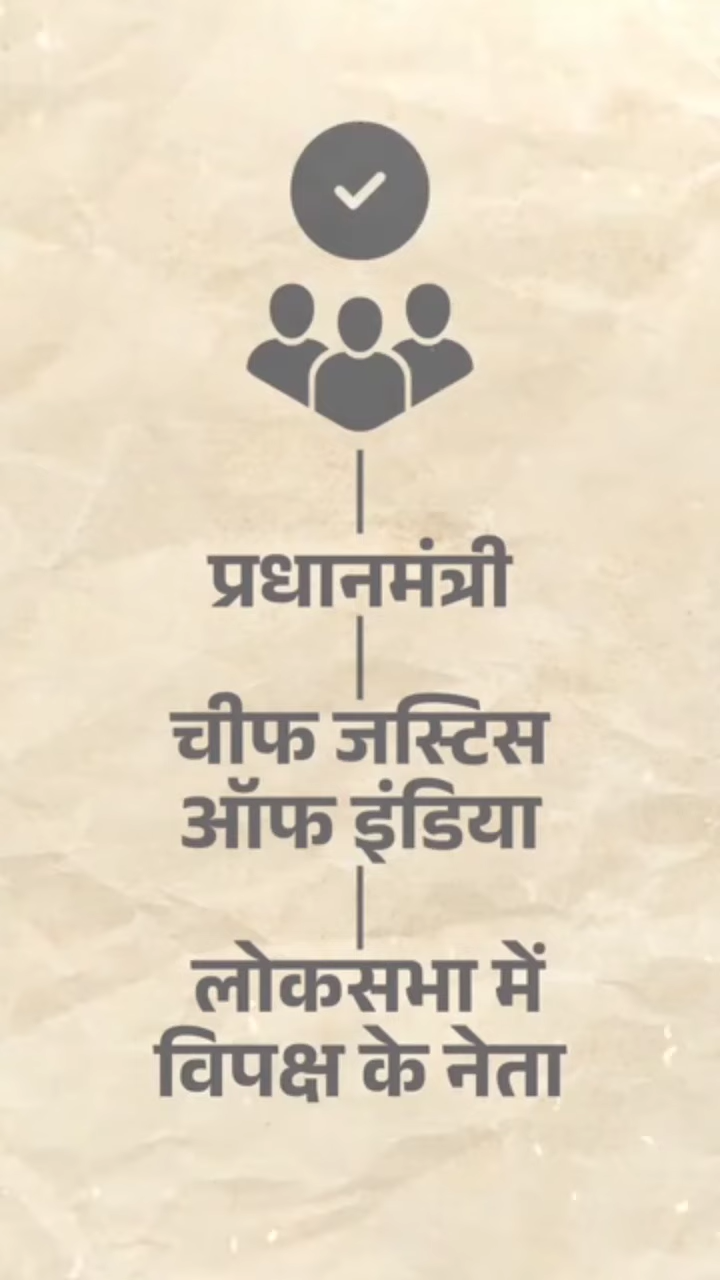 प्रधानमंत्री
चीफ जस्टिस
ऑफ इंडिया
लोकसभा में
विपक्ष के नेता